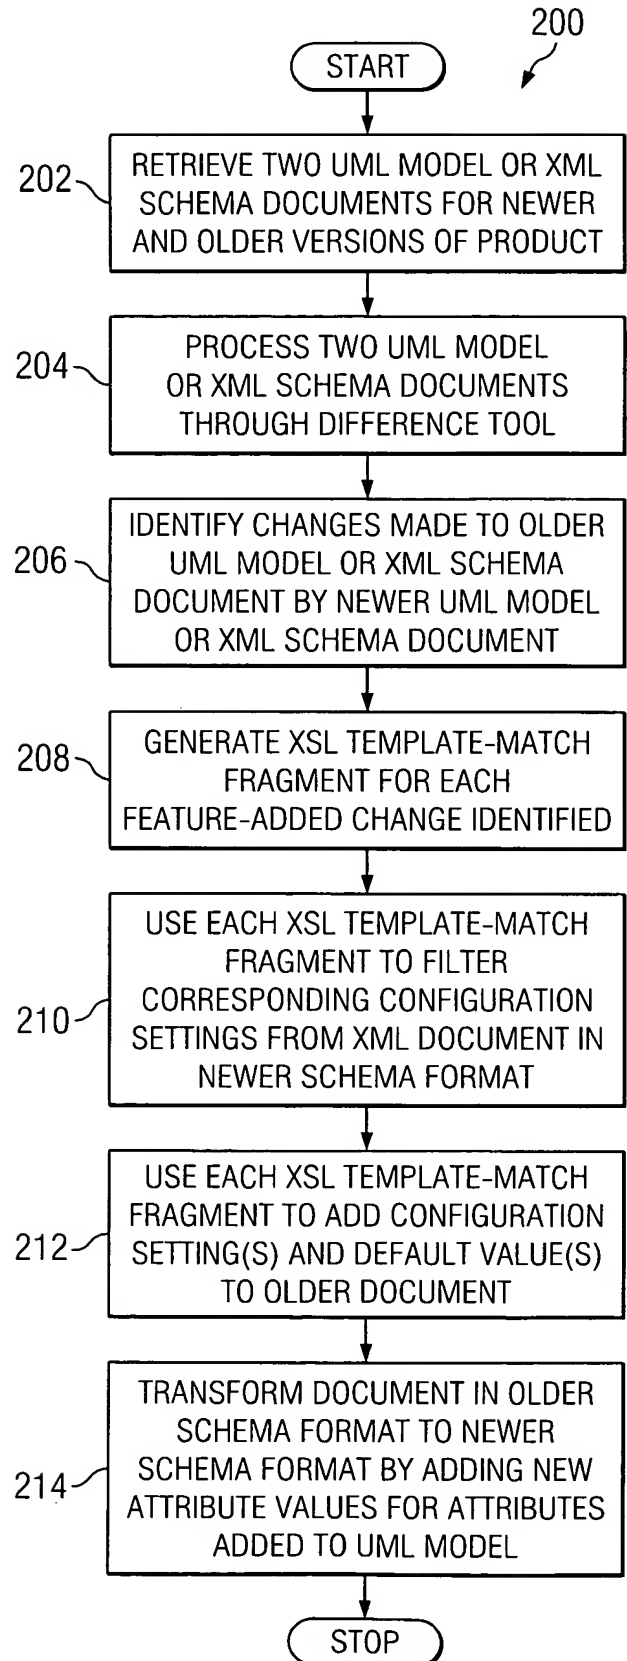 200
START
202
RETRIEVE TWO UML MODEL OR XML
SCHEMA DOCUMENTS FOR NEWER
AND OLDER VERSIONS OF PRODUCT
204
PROCESS TWO UML MODEL
OR XML SCHEMA DOCUMENTS
THROUGH DIFFERENCE TOOL
206
IDENTIFY CHANGES MADE TO OLDER
UML MODEL OR XML SCHEMA
DOCUMENT BY NEWER UML MODEL
OR XML SCHEMA DOCUMENT
208
GENERATE XSL TEMPLATE-MATCH
FRAGMENT FOR EACH
FEATURE-ADDED CHANGE IDENTIFIED
210
USE EACH XSL TEMPLATE-MATCH
FRAGMENT TO FILTER
CORRESPONDING CONFIGURATION
SETTINGS FROM XML DOCUMENT IN
NEWER SCHEMA FORMAT
212
USE EACH XSL TEMPLATE-MATCH
FRAGMENT TO ADD CONFIGURATION
SETTING(S) AND DEFAULT VALUE(S)
TO OLDER DOCUMENT
214
TRANSFORM DOCUMENT IN OLDER
SCHEMA FORMAT TO NEWER
SCHEMA FORMAT BY ADDING NEW
ATTRIBUTE VALUES FOR ATTRIBUTES
ADDED TO UML MODEL
STOP